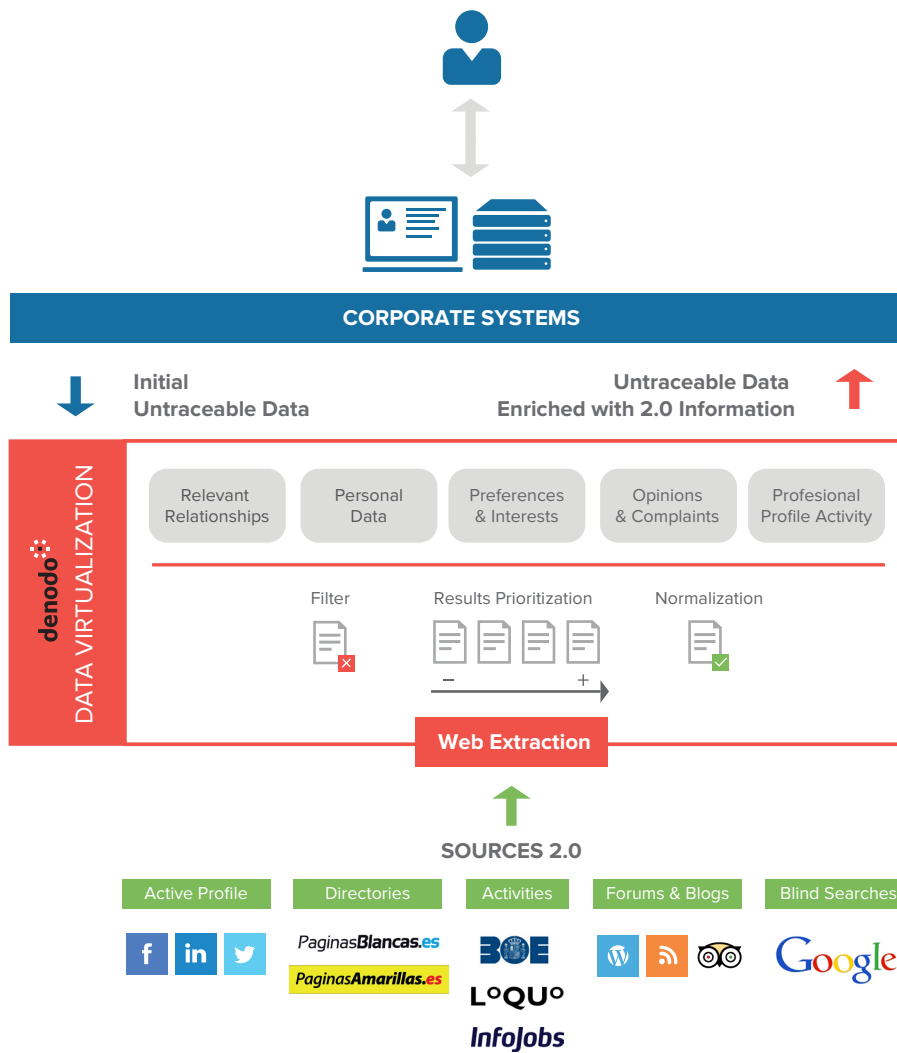 CORPORATE SYSTEMS
Initial
Untraceable Data
Untraceable Data
Enriched with 2.0 Information
denodo
DATA VIRTUALIZATION
Relevant
Relationships
Personal
Data
Preferences
& Interests
Opinions
& Complaints
Profesional
Profile Activity
Filter
Results Prioritization
Normalization
– +
Web Extraction
SOURCES 2.0
Active Profile
Directories
Activities
Forums & Blogs
Blind Searches
f
in
PaginasBlancas.es
PaginasAmarillas.es
BOE
LOQUO
InfoJobs
W
Google